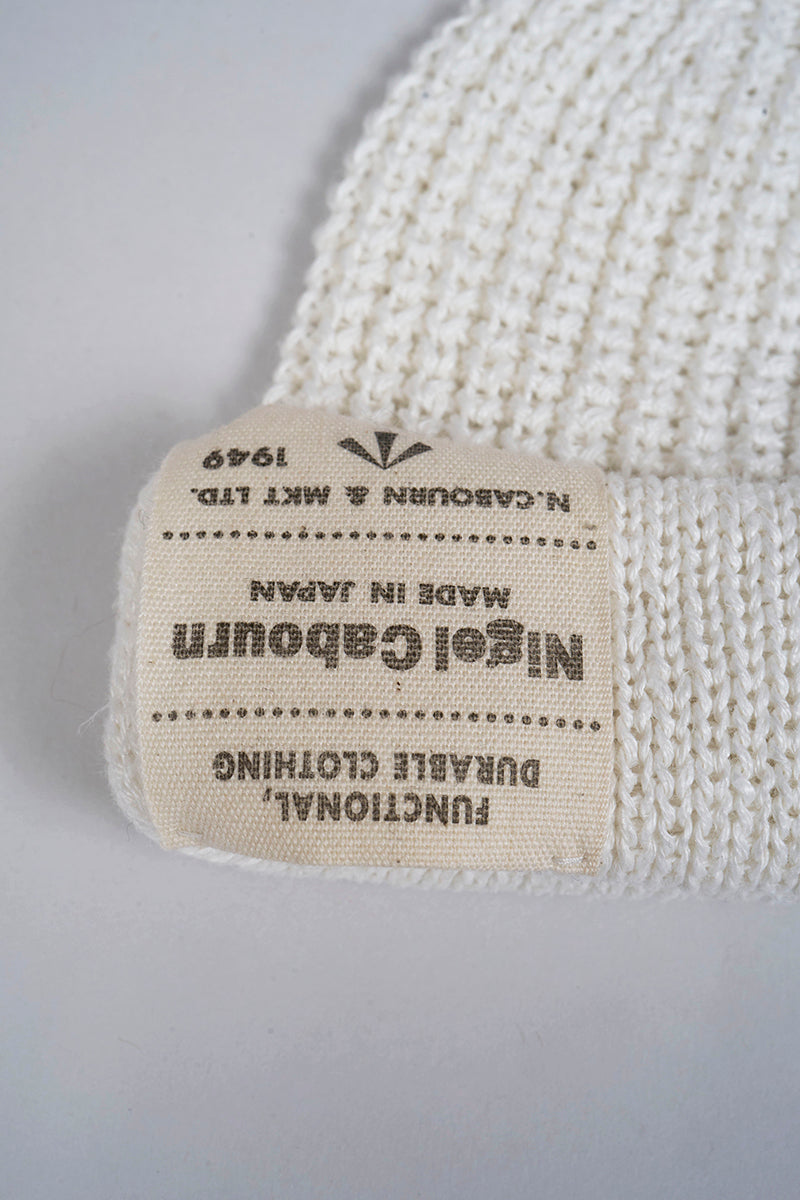 FUNCTIONAL,
DURABLE CLOTHING
Nigel Cabourn
MADE IN JAPAN
N.CABOURN & MKT LTD.
1949